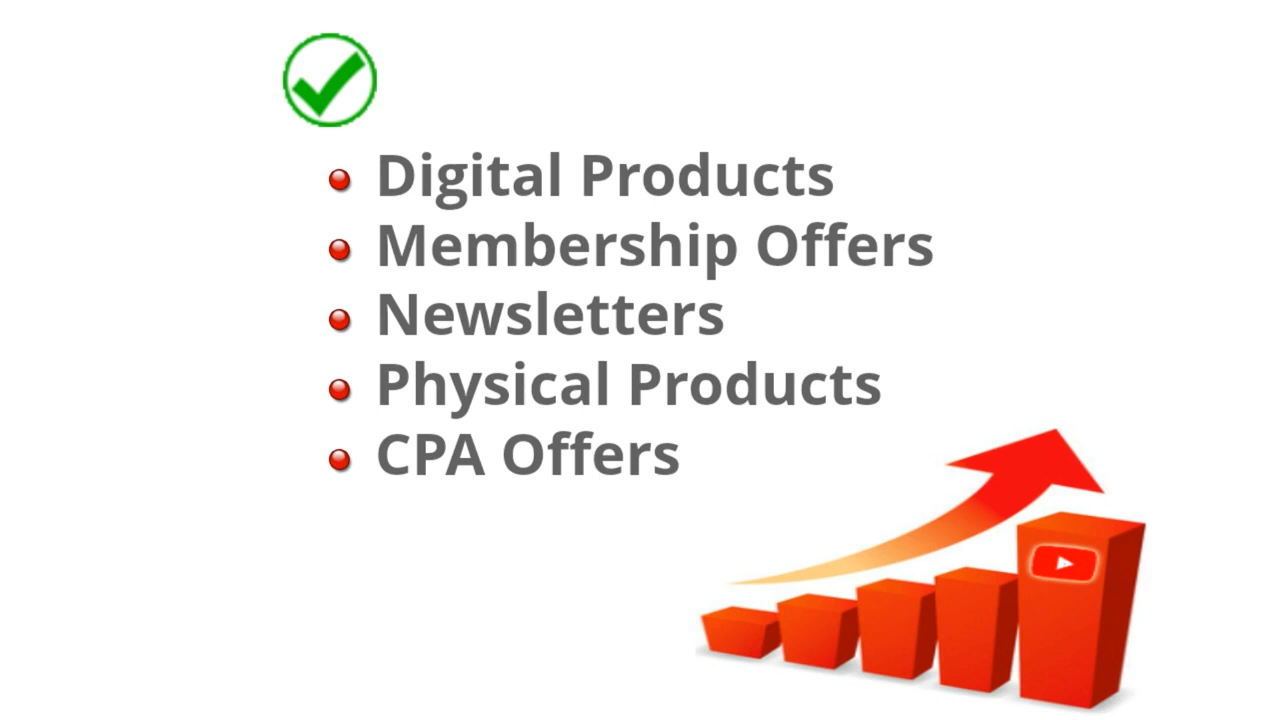 Digital Products
Membership Offers
Newsletters
Physical Products
CPA Offers